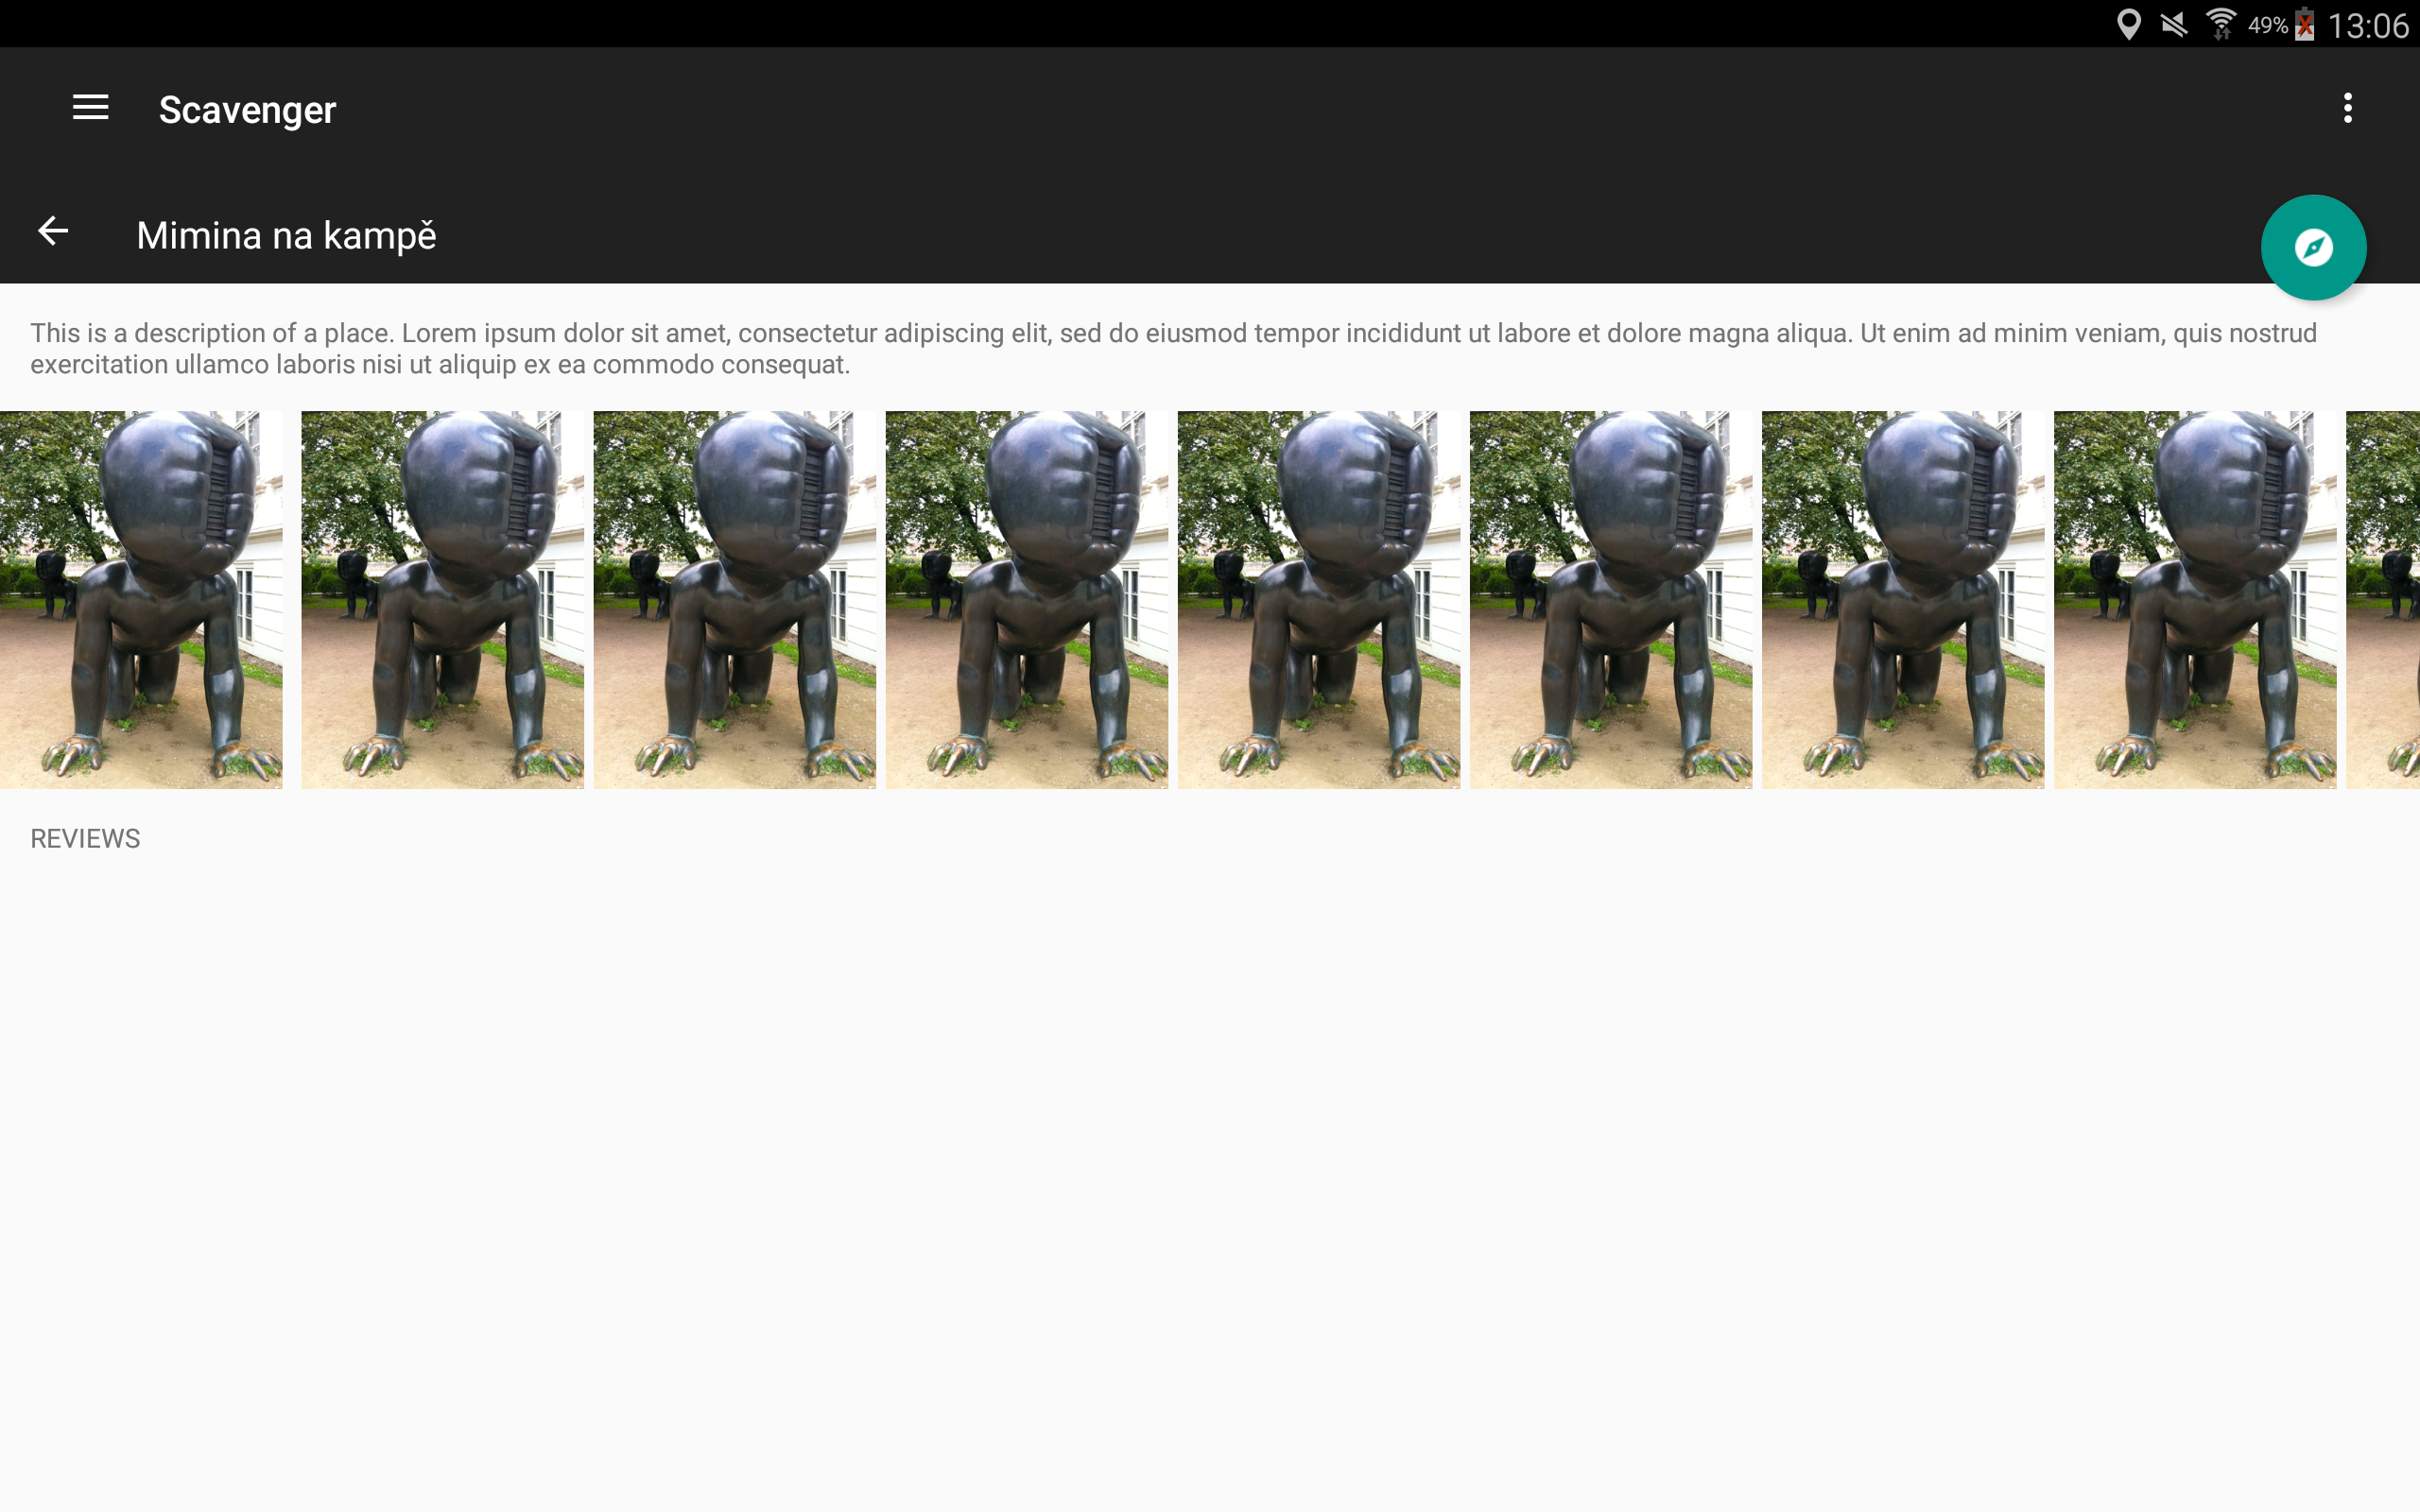 49% 13:06
Scavenger
Mimina na kampě
This is a description of a place. Lorem ipsum dolor sit amet, consectetur adipiscing elit, sed do eiusmod tempor incididunt ut labore et dolore magna aliqua. Ut enim ad minim veniam, quis nostrud
exercitation ullamco laboris nisi ut aliquip ex ea commodo consequat.
REVIEWS